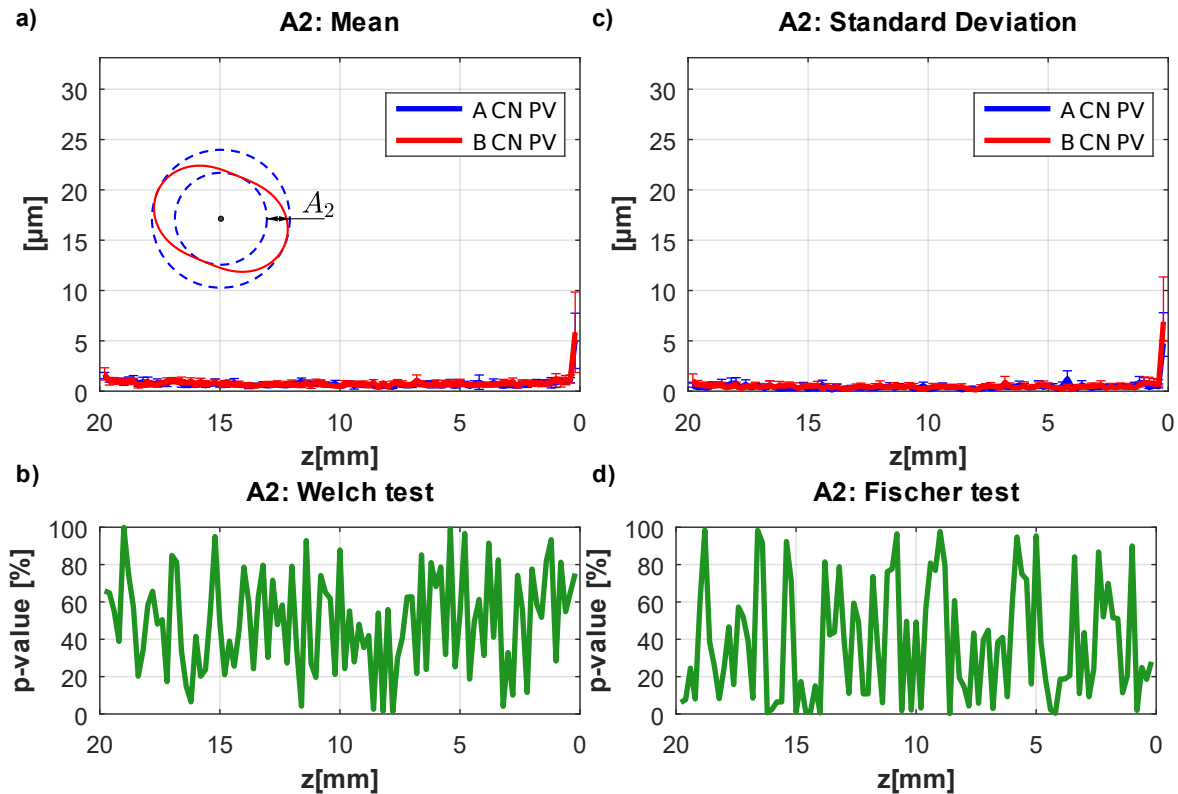 a)
A2: Mean
[µm]
30
25
20
15
10
5
0
A CN PV
B CN PV
A2
20
15
10
5
0
z[mm]
c)
A2: Standard Deviation
[µm]
30
25
20
15
10
5
0
A CN PV
B CN PV
20
15
10
5
0
z[mm]
b)
A2: Welch test
p-value [%]
100
80
60
40
20
0
20
15
10
5
0
z[mm]
d)
A2: Fischer test
p-value [%]
100
80
60
40
20
0
20
15
10
5
0
z[mm]